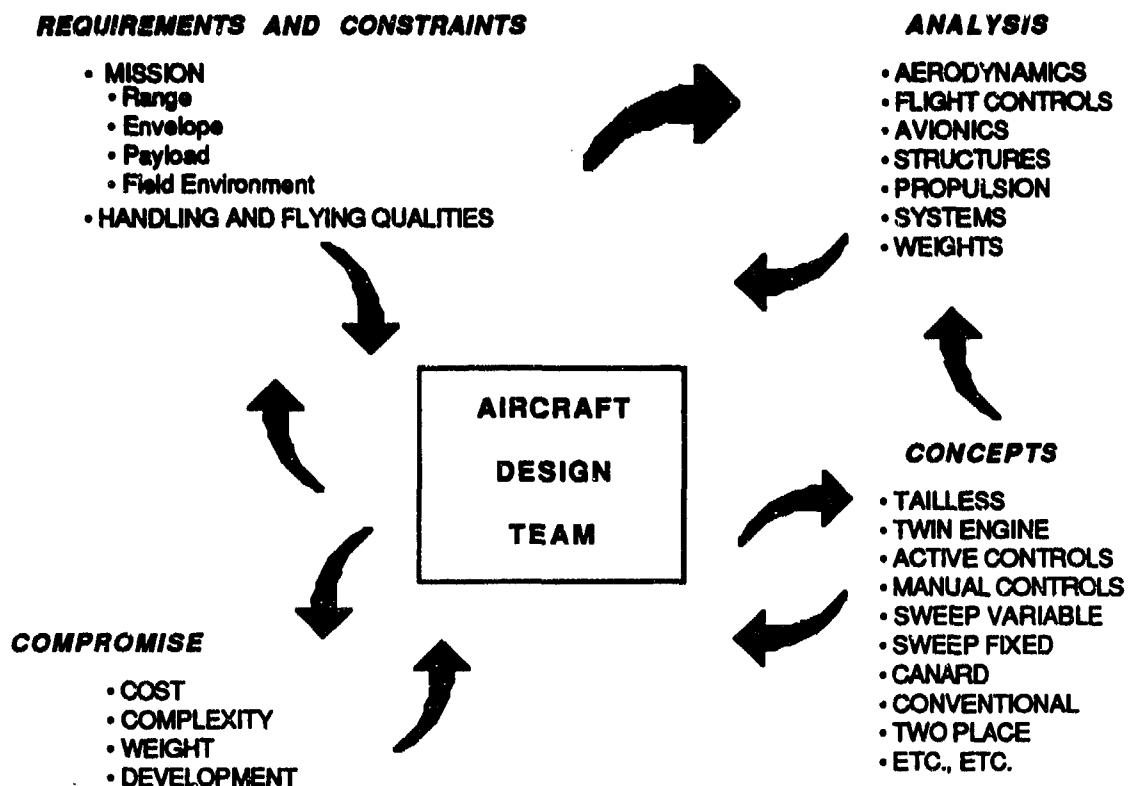 REQUIREMENTS AND CONSTRAINTS
• MISSION
• Range
• Envelope
• Payload
• Field Environment
• HANDLING AND FLYING QUALITIES
ANALYSIS
• AERODYNAMICS
• FLIGHT CONTROLS
• AVIONICS
• STRUCTURES
• PROPULSION
• SYSTEMS
• WEIGHTS
AIRCRAFT
DESIGN
TEAM
CONCEPTS
• TAILLESS
• TWIN ENGINE
• ACTIVE CONTROLS
• MANUAL CONTROLS
• SWEEP VARIABLE
• SWEEP FIXED
• CANARD
• CONVENTIONAL
• TWO PLACE
• ETC., ETC.
COMPROMISE
• COST
• COMPLEXITY
• WEIGHT
• DEVELOPMENT